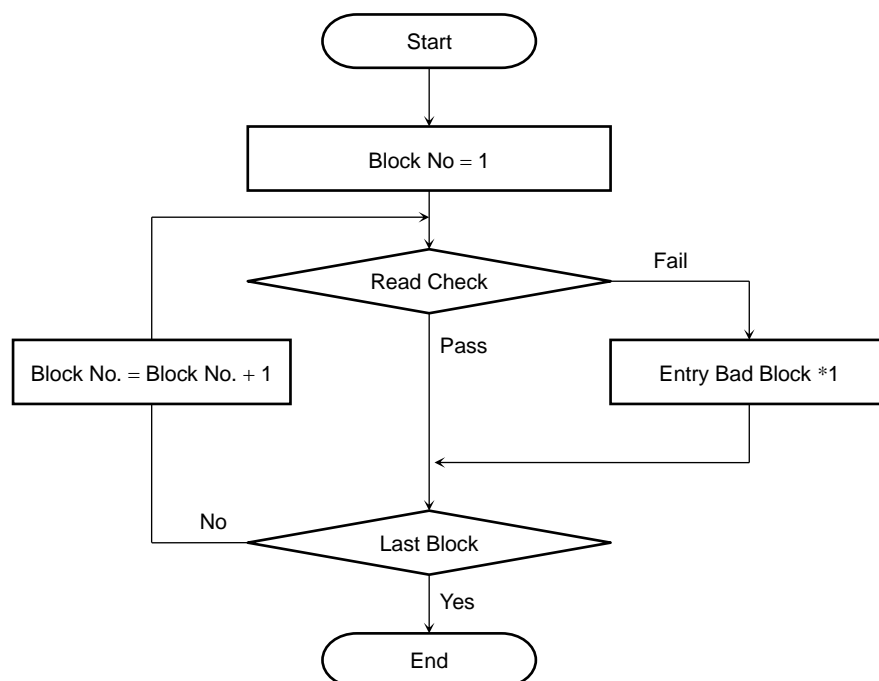 Start
Block No = 1
Read Check
Fail
Pass
Block No. = Block No. + 1
Entry Bad Block *1
No
Last Block
Yes
End